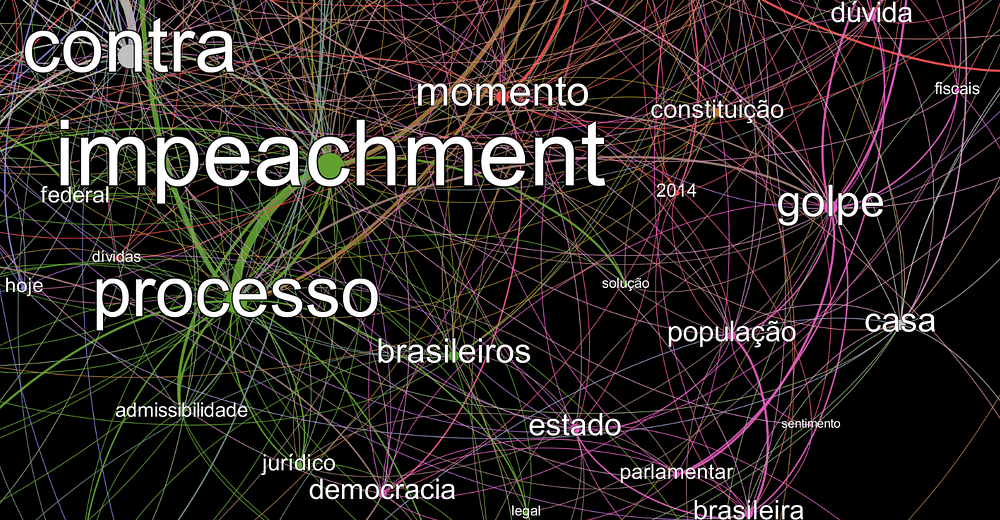 dúvida
contra
momento
fiscais
constituição
impeachment
federal
2014
golpe
dívidas
hoje
processo
solução
casa
população
brasileiros
admissibilidade
estado
sentimento
jurídico
parlamentar
democracia
legal
brasileira